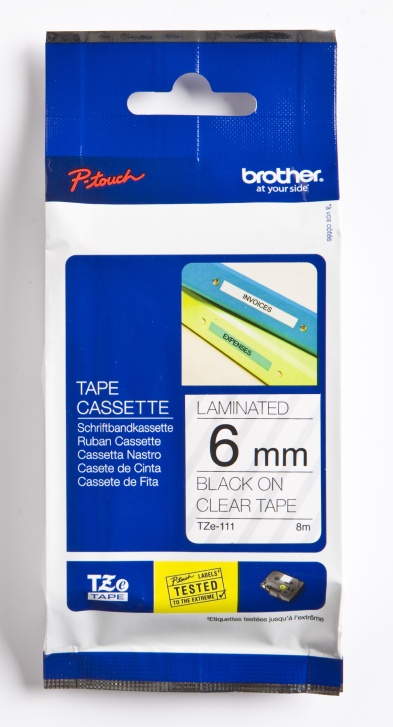 P-touch
brother.
at your side
*à vos côtés
INVOICES
EXPENSES
TAPE
CASSETTE
Schriftbandkassette
Ruban Cassette
Cassetta Nastro
Casete de Cinta
Cassete de Fita
LAMINATED
6 mm
BLACK ON
CLEAR TAPE
TZe-111 8m
TZe
TAPE
P-touch LABELS*
TESTED
TO THE EXTREME
*Etiquettes testées jusqu'à l'extrême